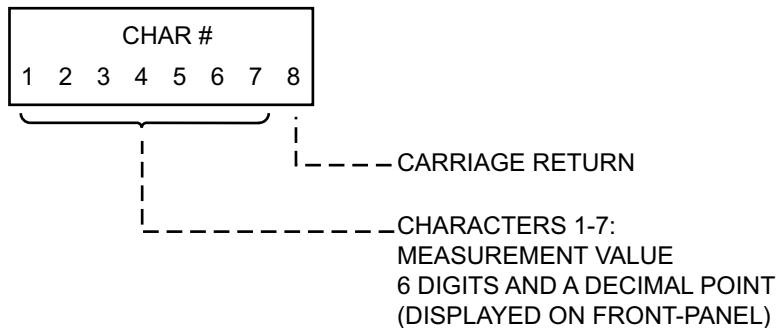 CHAR #
1 2 3 4 5 6 7 8
CARRIAGE RETURN
CHARACTERS 1-7:
MEASUREMENT VALUE
6 DIGITS AND A DECIMAL POINT
(DISPLAYED ON FRONT-PANEL)